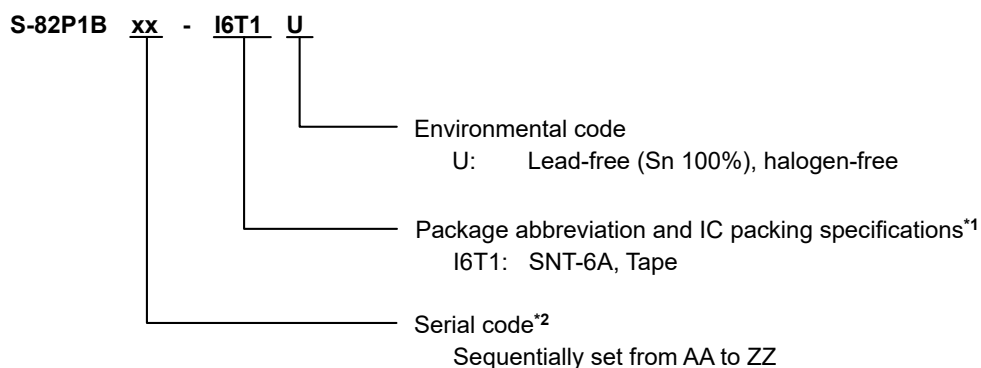 S-82P1B xx - I6T1 U
Environmental code
U: Lead-free (Sn 100%), halogen-free
Package abbreviation and IC packing specifications*1
I6T1: SNT-6A, Tape
Serial code*2
Sequentially set from AA to ZZ